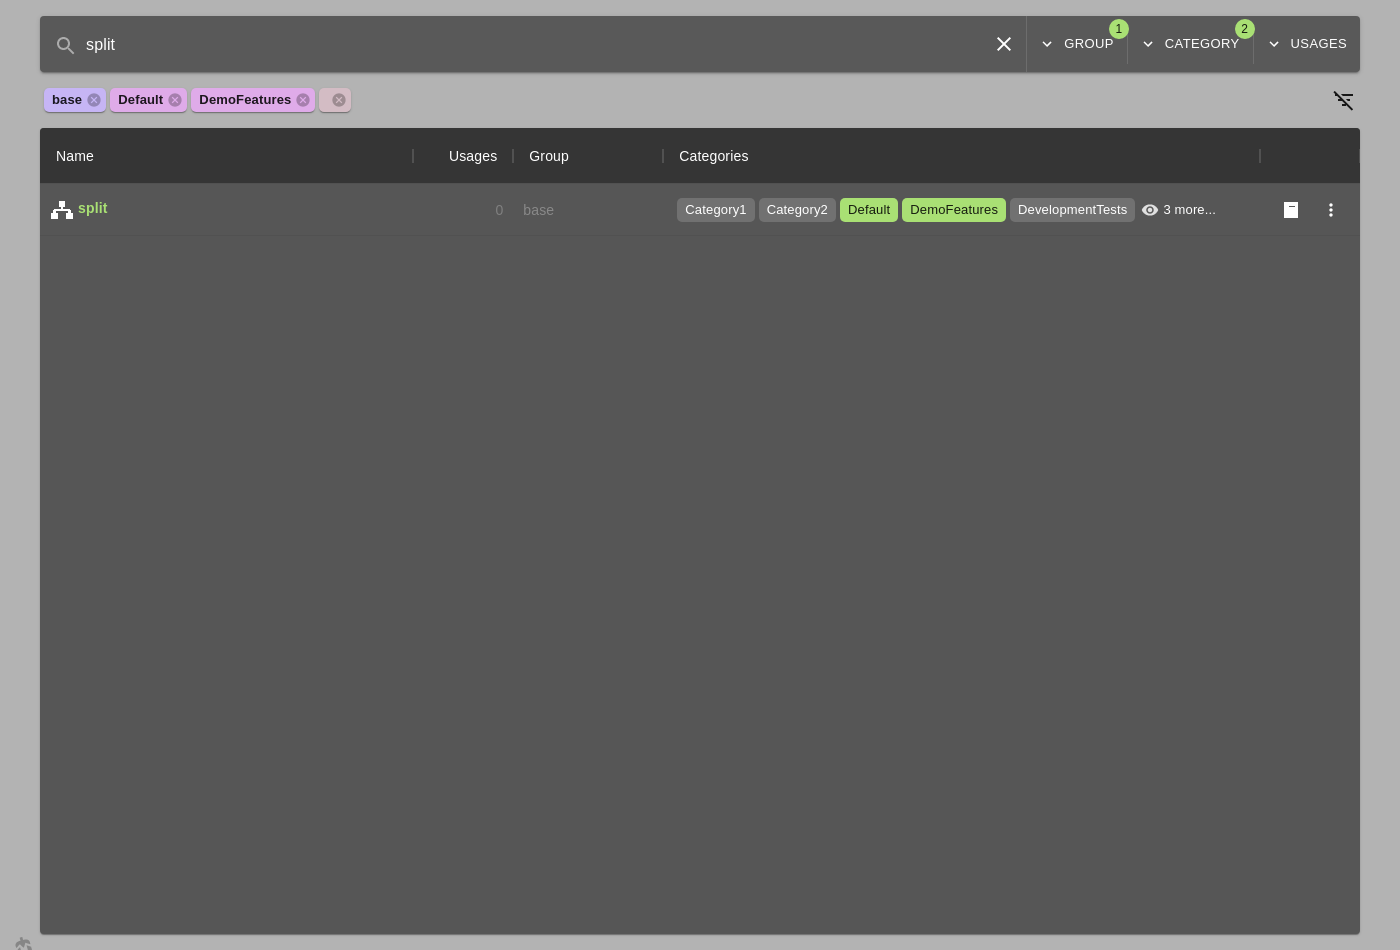 split GROUP 1 CATEGORY 2 USAGES
base Default DemoFeatures
Name Usages Group Categories
split 0 base Category1 Category2 Default DemoFeatures DevelopmentTests 3 more...